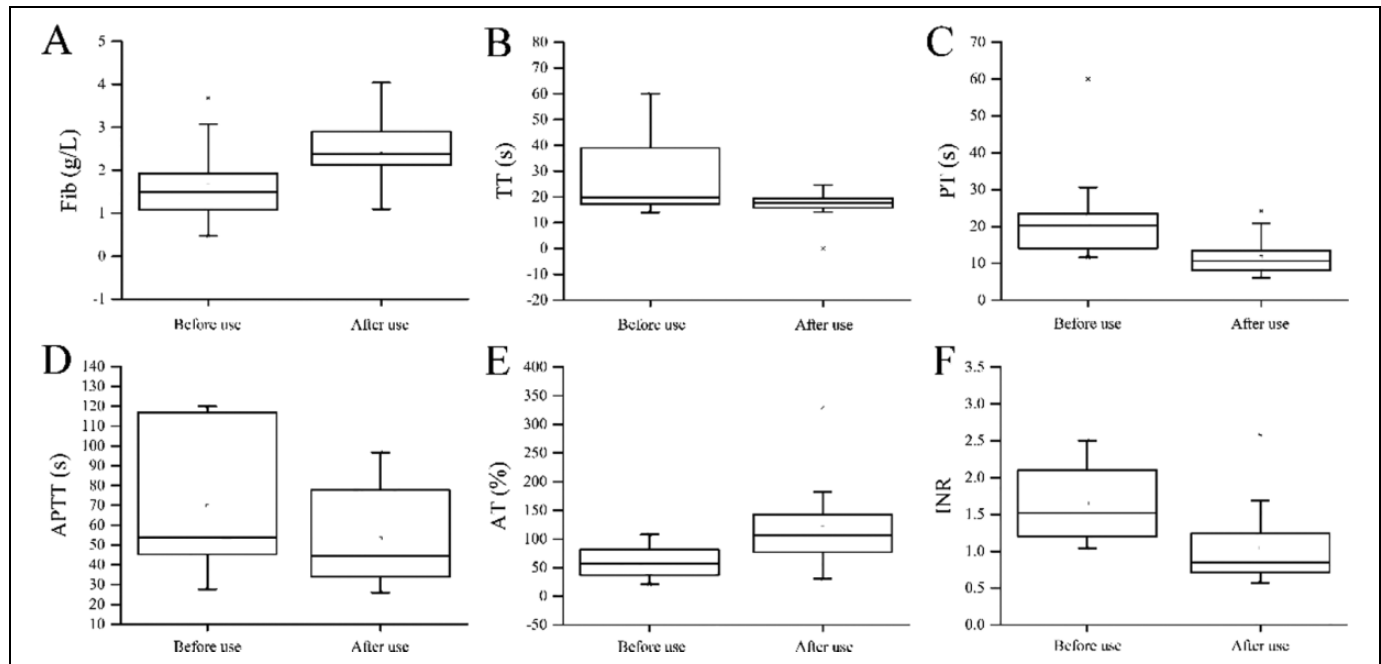 A
Fib (g/L)
5
4
3
2
1
0
-1
Before use
After use
B
TT (s)
80
70
60
50
40
30
20
10
0
-10
-20
Before use
After use
C
PT (s)
70
60
50
40
30
20
10
0
Before use
After use
D
APTT (s)
140
130
120
110
100
90
80
70
60
50
40
30
20
10
Before use
After use
E
AT (%)
400
350
300
250
200
150
100
50
0
-50
Before use
After use
F
INR
3.5
3.0
2.5
2.0
1.5
1.0
0.5
0.0
Before use
After use